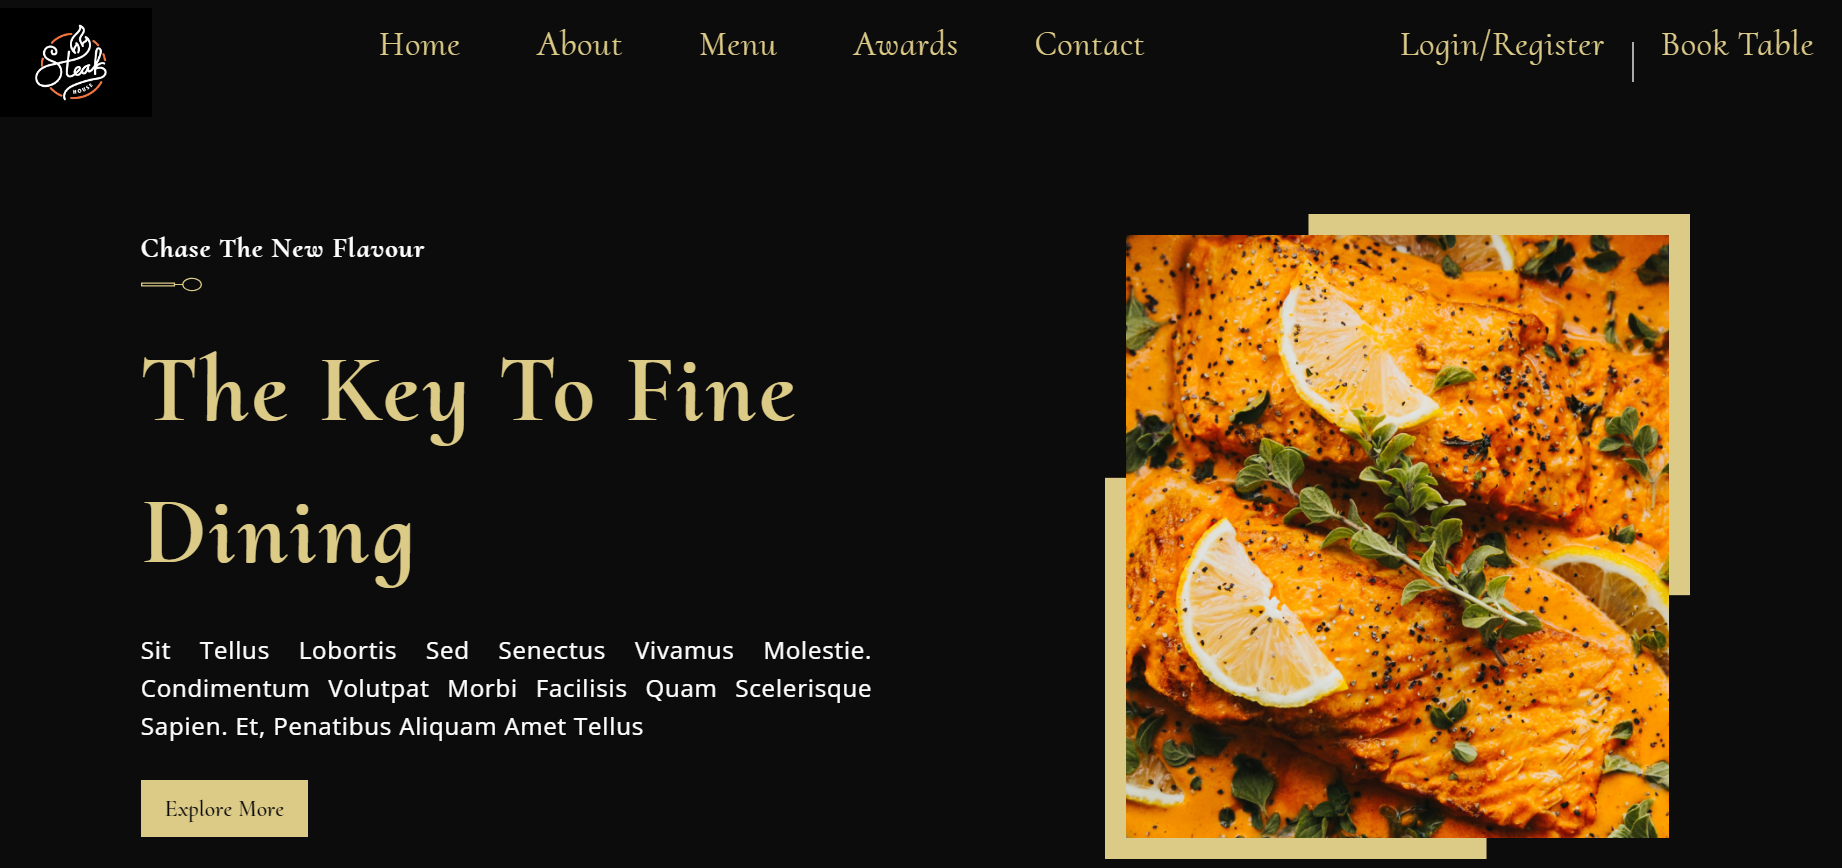 Steak
HOUSE
Home About Menu Awards Contact Login/Register Book Table
Chase The New Flavour
The Key To Fine
Dining
Sit Tellus Lobortis Sed Senectus Vivamus Molestie.
Condimentum Volutpat Morbi Facilisis Quam Scelerisque
Sapien. Et, Penatibus Aliquam Amet Tellus
Explore More